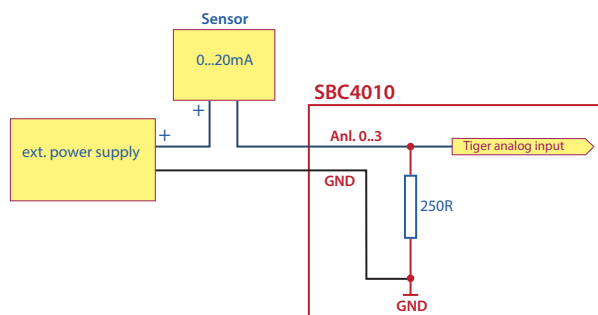 Sensor
0...20mA
+
SBC4010
+
ext. power supply
Anl. 0..3
Tiger analog input
GND
250R
GND